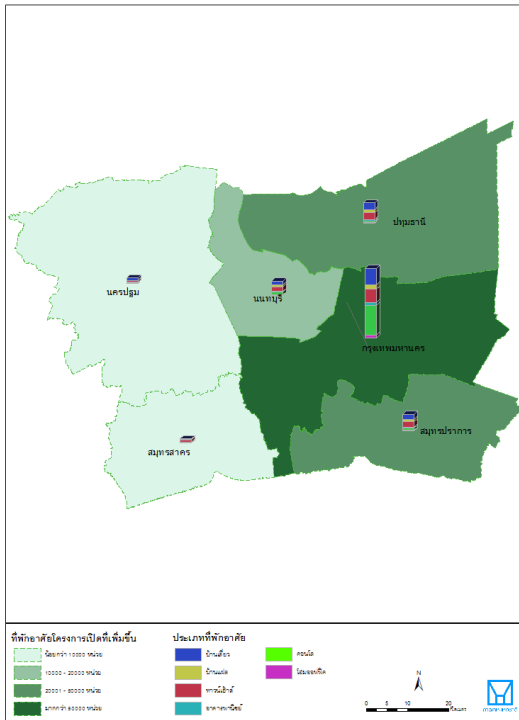 ปทุมธานี
นครปฐม
นนทบุรี
กรุงเทพมหานคร
สมุทรปราการ
สมุทรสาคร
ที่พักอาศัยโครงการเปิดที่เพิ่มขึ้น
น้อยกว่า 10000 หน่วย
10000 - 20000 หน่วย
20001 - 50000 หน่วย
มากกว่า 50000 หน่วย
ประเภทที่พักอาศัย
บ้านเดี่ยว
บ้านแฝด
ทาวน์เฮ้าส์
อาคารพาณิชย์
คอนโด
โฮมออฟฟิศ
N
0 5 10 20
กิโลเมตร